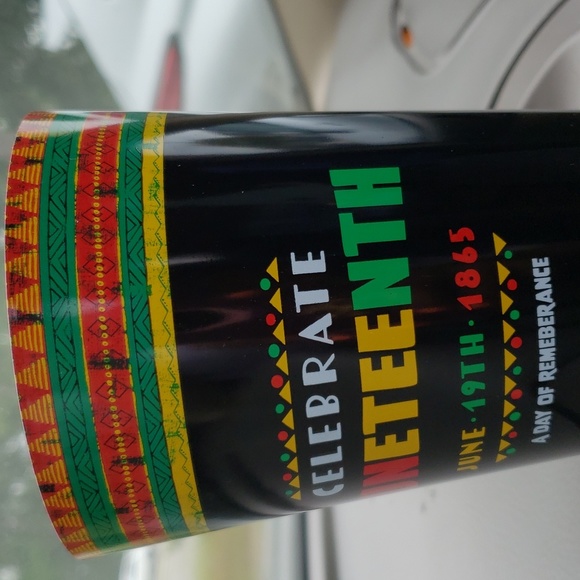 CELEBRATE
NETEENTH
JUNE·19TH·1865
A DAY OF REMEBERANCE